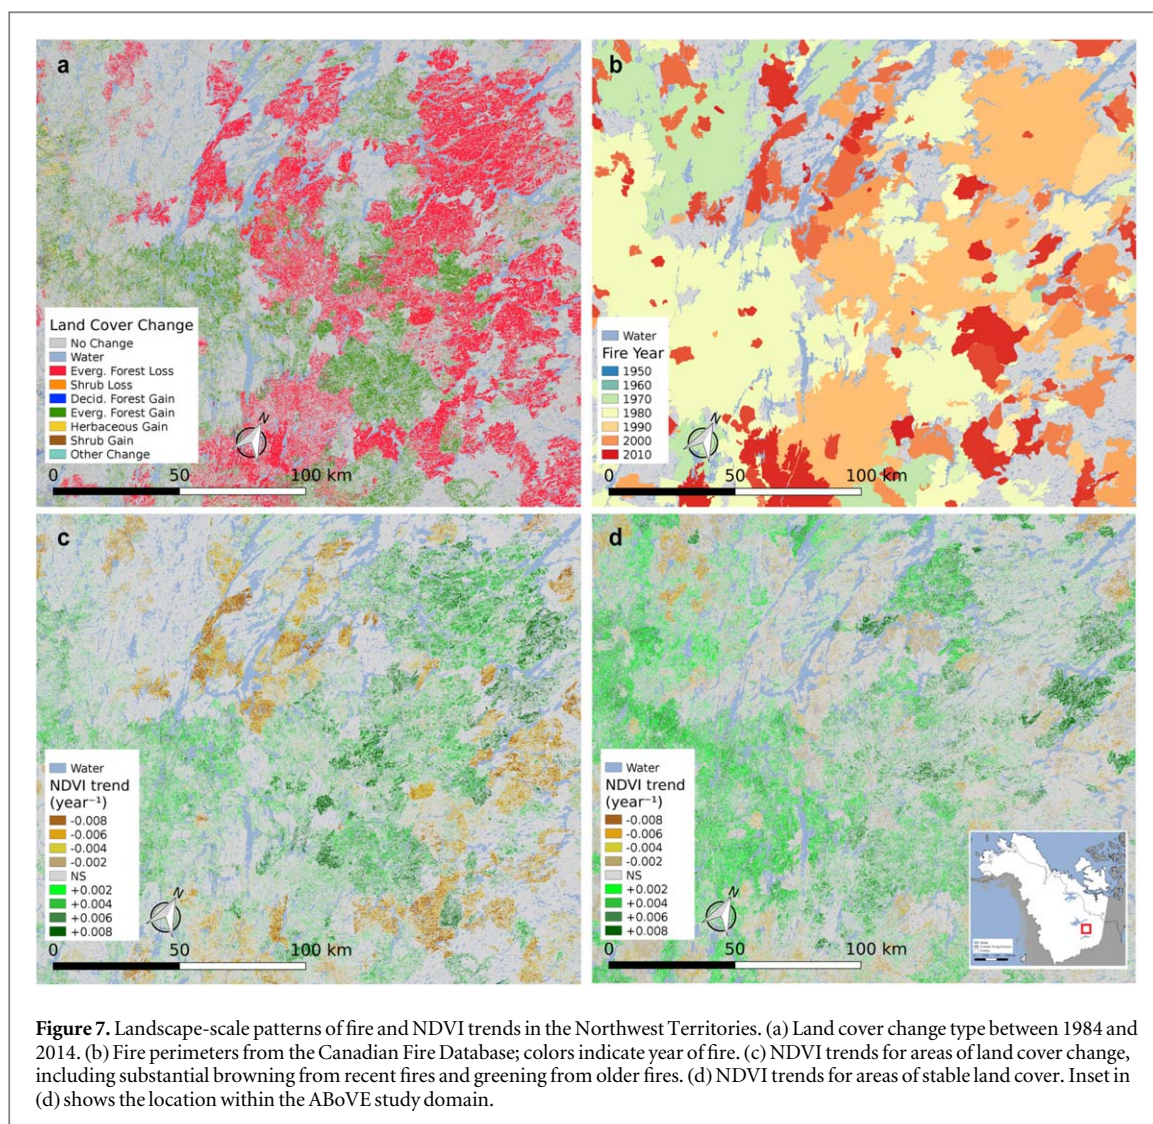 a
Land Cover Change
No Change
Water
Everg. Forest Loss
Shrub Loss
Decid. Forest Gain
Everg. Forest Gain
Herbaceous Gain
Shrub Gain
Other Change
N
0 50 100 km
b
Water
Fire Year
1950
1960
1970
1980
1990
2000
2010
N
0 50 100 km
c
Water
NDVI trend
(year⁻¹)
-0.008
-0.006
-0.004
-0.002
NS
+0.002
+0.004
+0.006
+0.008
N
0 50 100 km
d
Water
NDVI trend
(year⁻¹)
-0.008
-0.006
-0.004
-0.002
NS
+0.002
+0.004
+0.006
+0.008
N
0 50 100 km
Figure 7. Landscape-scale patterns of fire and NDVI trends in the Northwest Territories. (a) Land cover change type between 1984 and
2014. (b) Fire perimeters from the Canadian Fire Database; colors indicate year of fire. (c) NDVI trends for areas of land cover change,
including substantial browning from recent fires and greening from older fires. (d) NDVI trends for areas of stable land cover. Inset in
(d) shows the location within the ABoVE study domain.